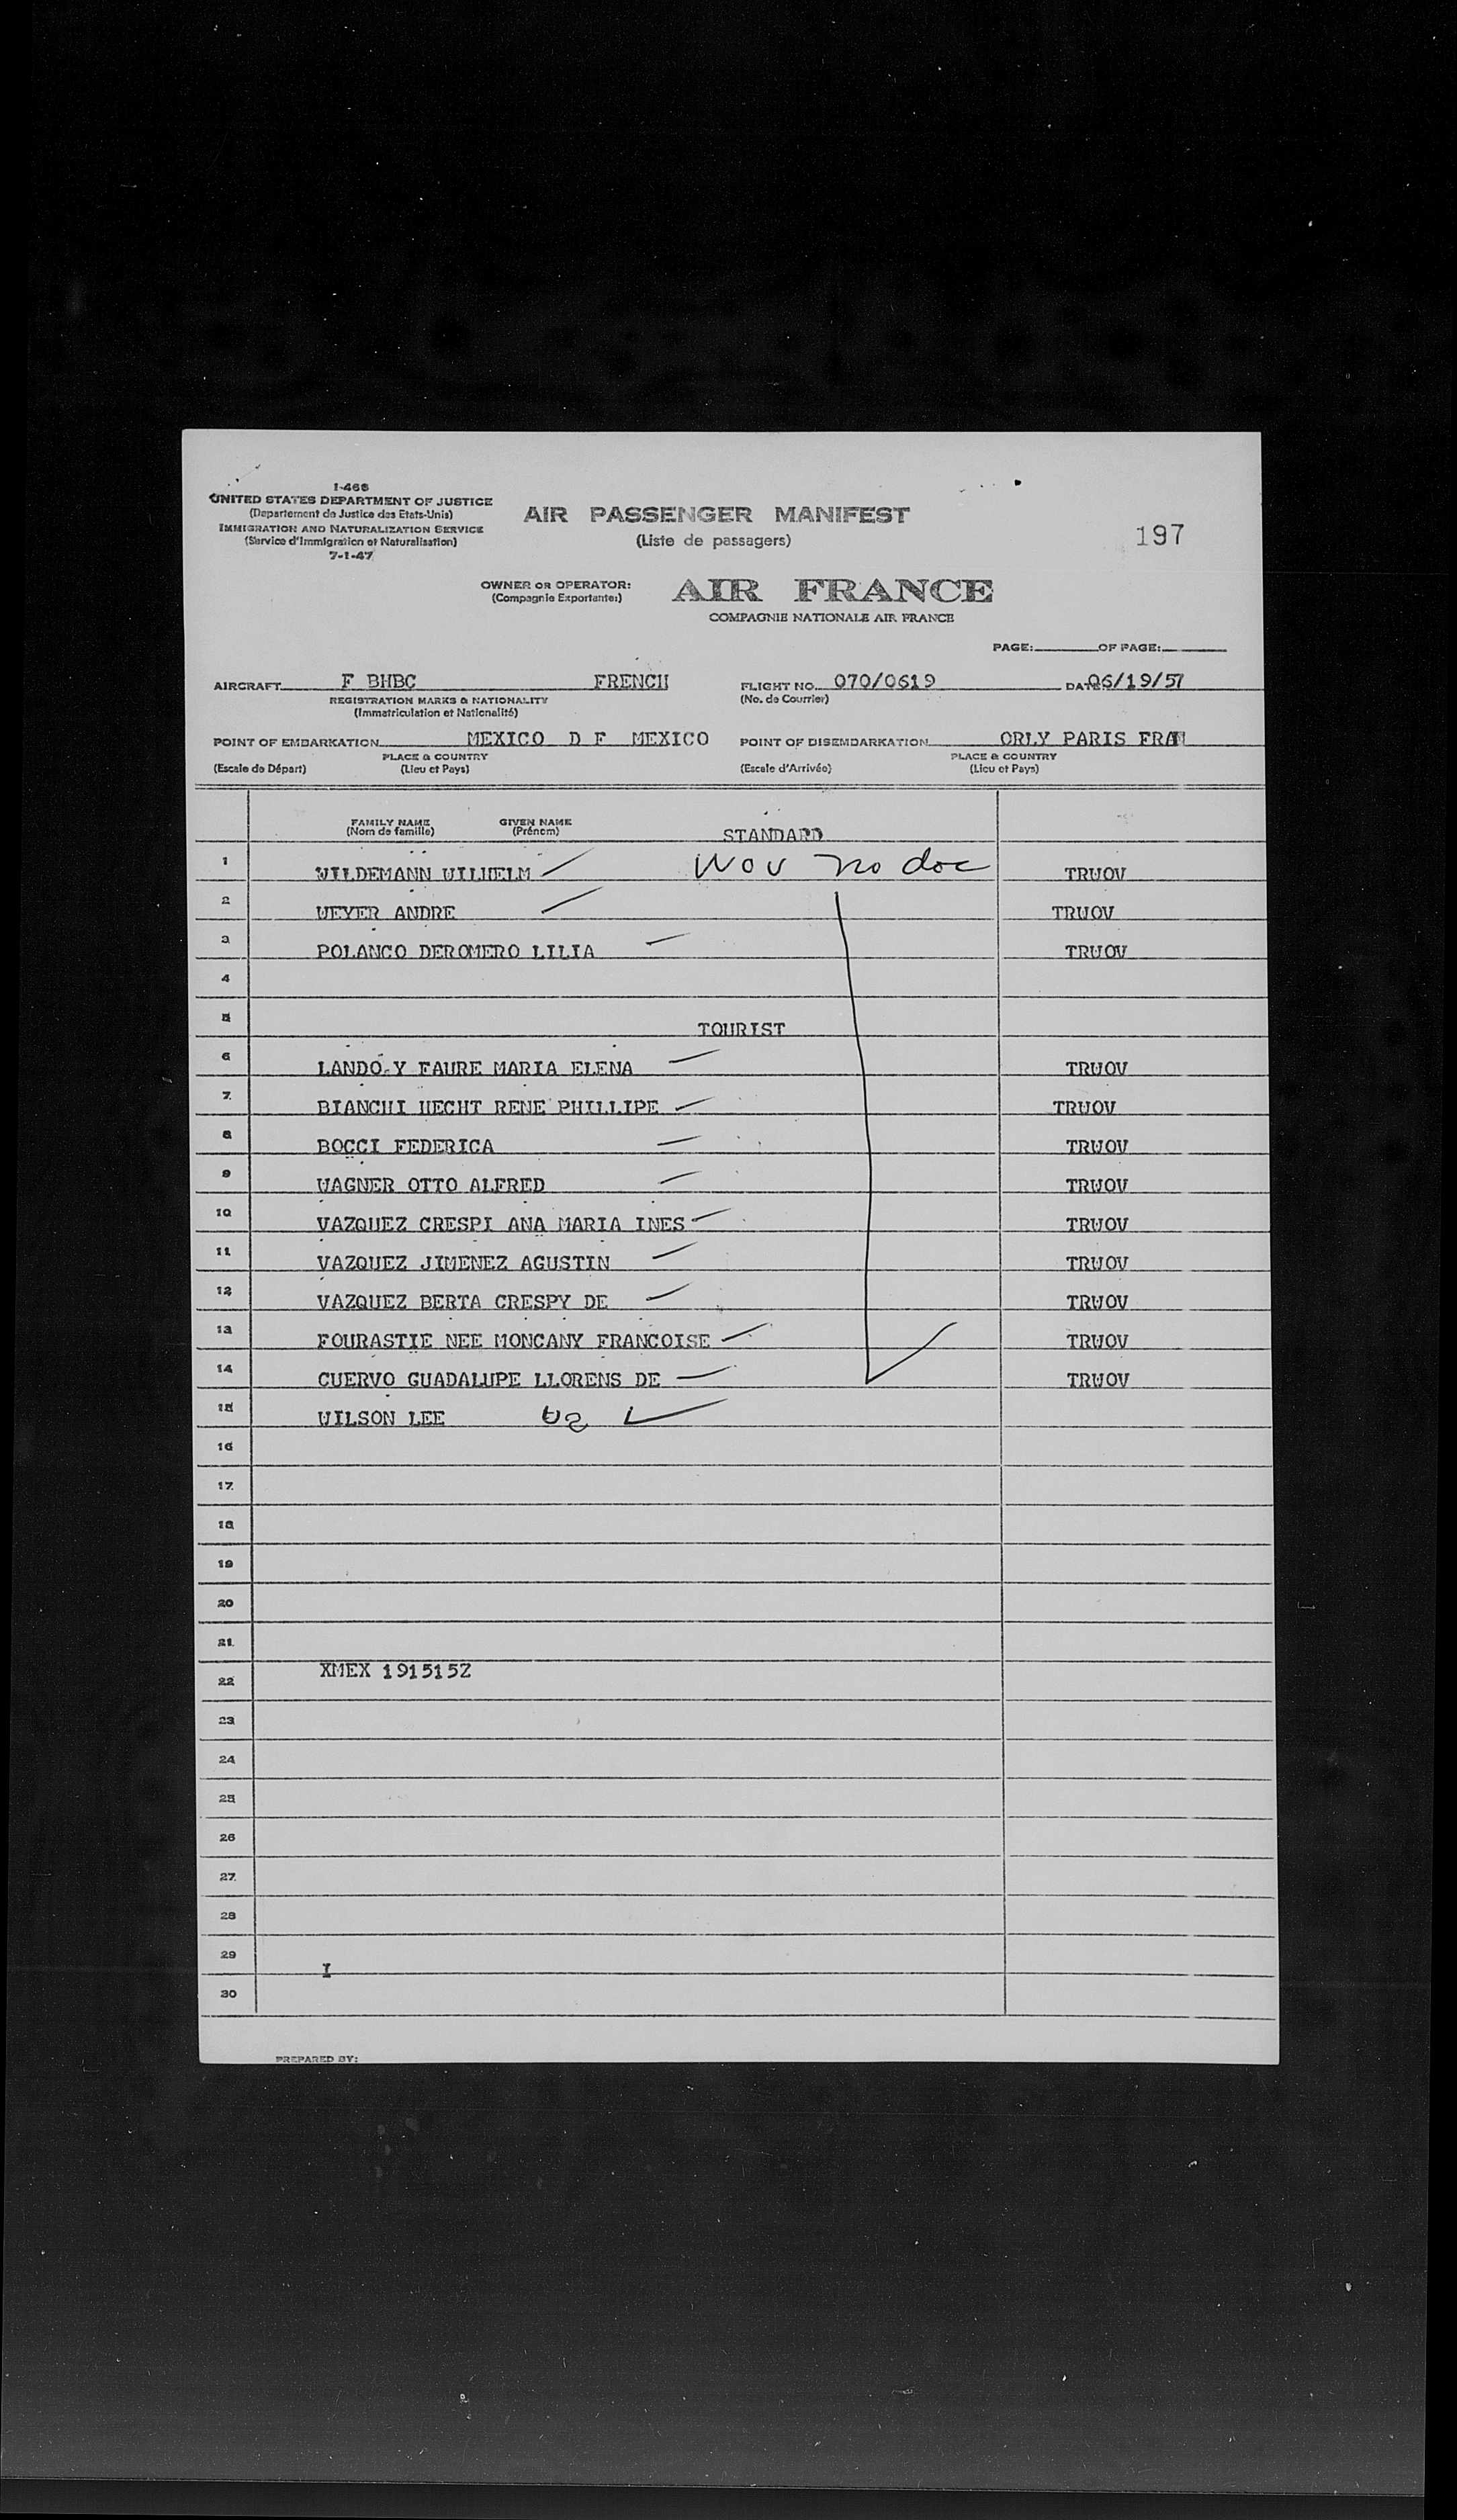 I-466
UNITED STATES DEPARTMENT OF JUSTICE
(Departement de Justice des Etats-Unis)
IMMIGRATION AND NATURALIZATION SERVICE
(Service d'Immigration et Naturalisation)
7-1-47
AIR PASSENGER MANIFEST
(Liste de passagers)
197
OWNER OR OPERATOR: AIR FRANCE
(Compagnie Exportante:)
COMPAGNIE NATIONALE AIR FRANCE
PAGE: OF PAGE:
AIRCRAFT F BHBC FRENCH FLIGHT NO. 070/0619 DATE 06/19/57
REGISTRATION MARKS & NATIONALITY (No. de Courrier)
(Immatriculation et Nationalité)
POINT OF EMBARKATION MEXICO D F MEXICO POINT OF DISEMBARKATION ORLY PARIS FRAN
PLACE & COUNTRY PLACE & COUNTRY
(Escale de Départ) (Lieu et Pays) (Escale d'Arrivée) (Lieu et Pays)
FAMILY NAME GIVEN NAME
(Nom de famille) (Prénom) STANDARD
1 WILDEMANN WILHELM WOV no doc TRWOV
2 WEYER ANDRE TRWOV
3 POLANCO DEROMERO LILIA TRWOV
4
5 TOURIST
6 LANDO Y FAURE MARIA ELENA TRWOV
7 BIANCHI HECHT RENE PHILLIPE TRWOV
8 BOCCI FEDERICA TRWOV
9 WAGNER OTTO ALFRED TRWOV
10 VAZQUEZ CRESPI ANA MARIA INES TRWOV
11 VAZQUEZ JIMENEZ AGUSTIN TRWOV
12 VAZQUEZ BERTA CRESPY DE TRWOV
13 FOURASTIE NEE MONCANY FRANCOISE TRWOV
14 CUERVO GUADALUPE LLORENS DE TRWOV
15 WILSON LEE
16
17
18
19
20
21
22 XMEX 191515Z
23
24
25
26
27
28
29 I
30
PREPARED BY: